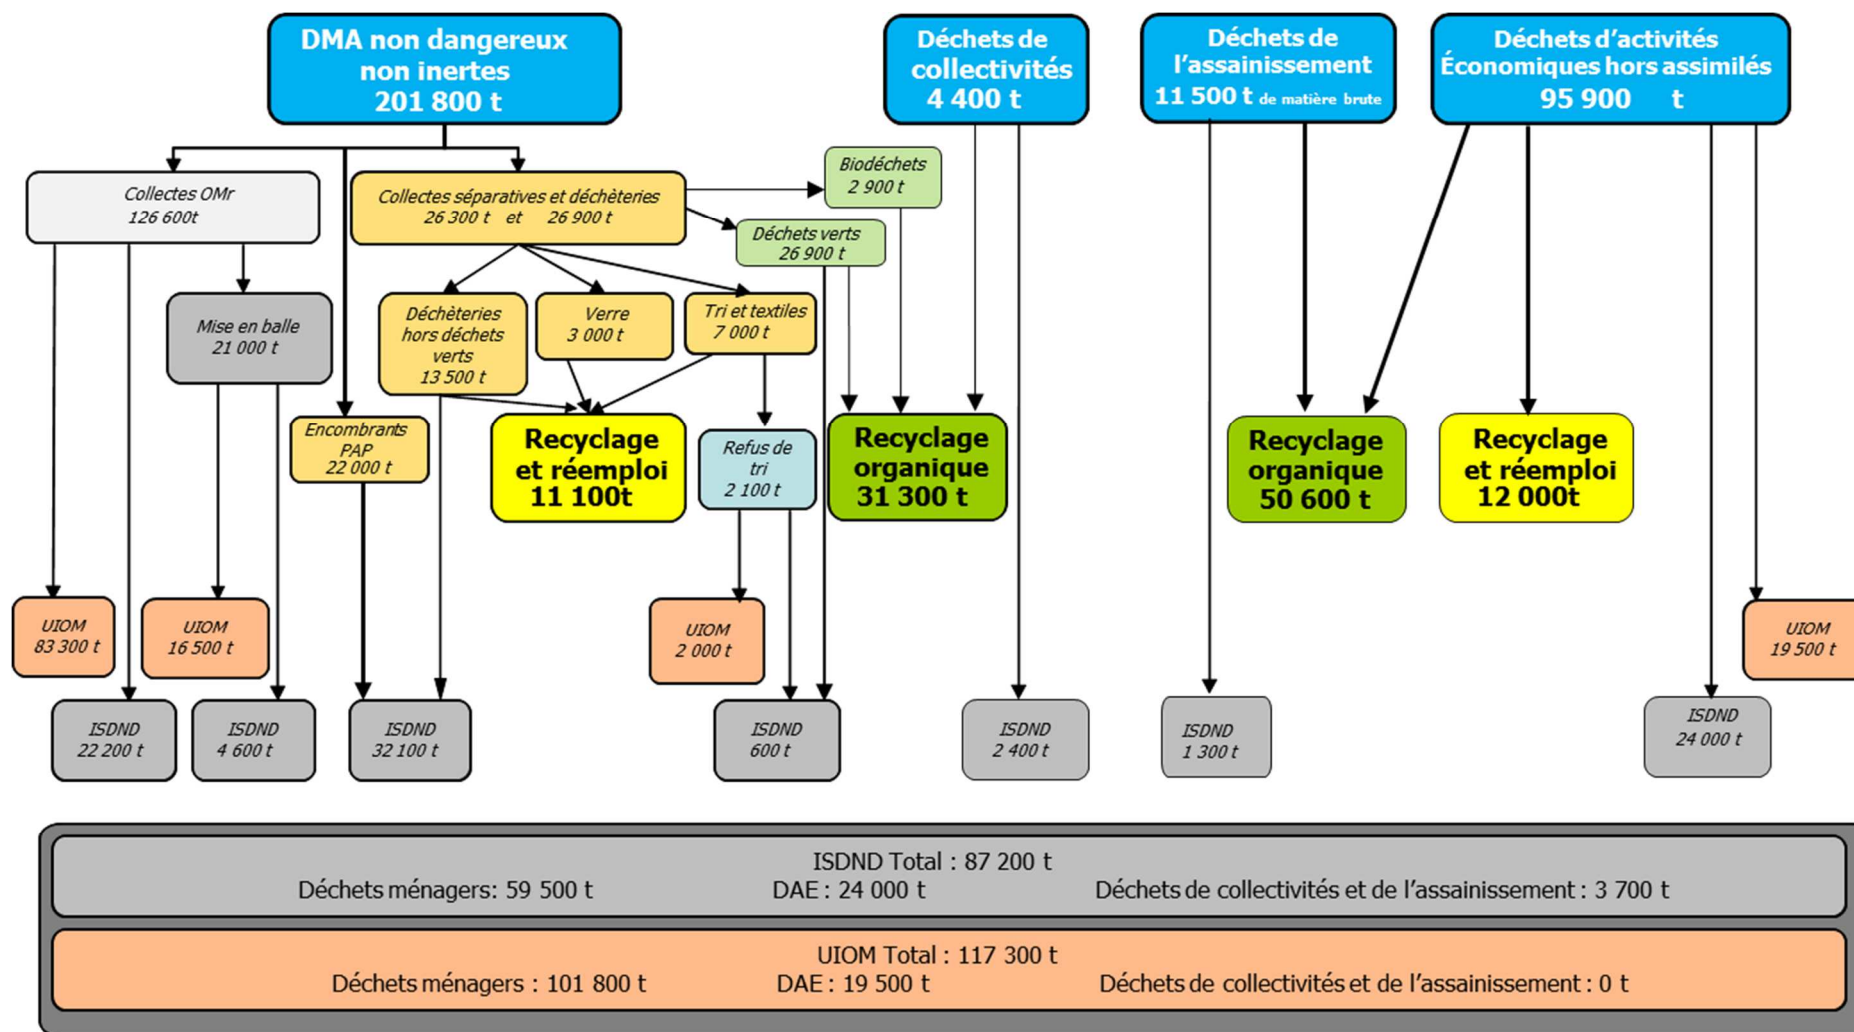 DMA non dangereux
non inertes
201 800 t
Déchets de
collectivités
4 400 t
Déchets de
l'assainissement
11 500 t de matière brute
Déchets d'activités
Économiques hors assimilés
95 900 t
Collectes OMr
126 600t
Collectes séparatives et déchèteries
26 300 t et 26 900 t
Biodéchets
2 900 t
Déchets verts
26 900 t
Mise en balle
21 000 t
Déchèteries
hors déchets
verts
13 500 t
Verre
3 000 t
Tri et textiles
7 000 t
Encombrants
PAP
22 000 t
Recyclage
et réemploi
11 100t
Refus de
tri
2 100 t
Recyclage
organique
31 300 t
Recyclage
organique
50 600 t
Recyclage
et réemploi
12 000t
UIOM
83 300 t
UIOM
16 500 t
UIOM
2 000 t
UIOM
19 500 t
ISDND
22 200 t
ISDND
4 600 t
ISDND
32 100 t
ISDND
600 t
ISDND
2 400 t
ISDND
1 300 t
ISDND
24 000 t
ISDND Total : 87 200 t
Déchets ménagers: 59 500 t DAE : 24 000 t Déchets de collectivités et de l'assainissement : 3 700 t
UIOM Total : 117 300 t
Déchets ménagers : 101 800 t DAE : 19 500 t Déchets de collectivités et de l'assainissement : 0 t